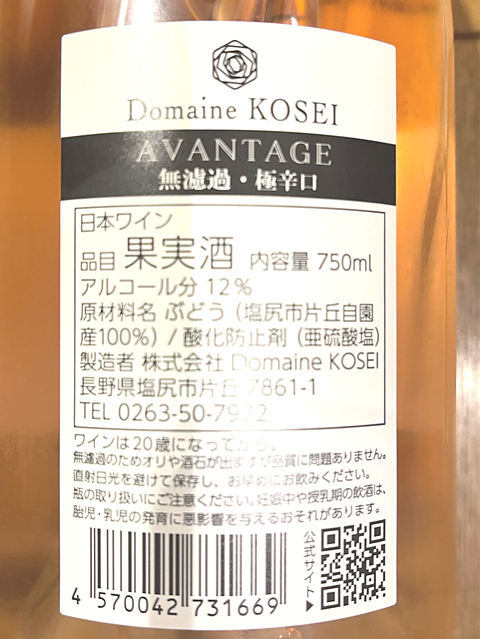 Domaine KOSEI
AVANTAGE
無濾過・極辛口
日本ワイン
品目 果実酒 内容量 750ml
アルコール分 12%
原材料名 ぶどう（塩尻市片丘自園
産100%）/ 酸化防止剤（亜硫酸塩）
製造者 株式会社 Domaine KOSEI
長野県塩尻市片丘 7861-1
TEL 0263-50-7922
ワインは20歳になってから。
無濾過のためオリや酒石が出ますが品質に問題ありません。
直射日光を避けて保存し、お早めにお飲みください。
瓶の取り扱いにご注意ください。妊娠中や授乳期の飲酒は、
胎児・乳児の発育に悪影響を与えるおそれがあります。
公式サイト▶
4 570042 731669